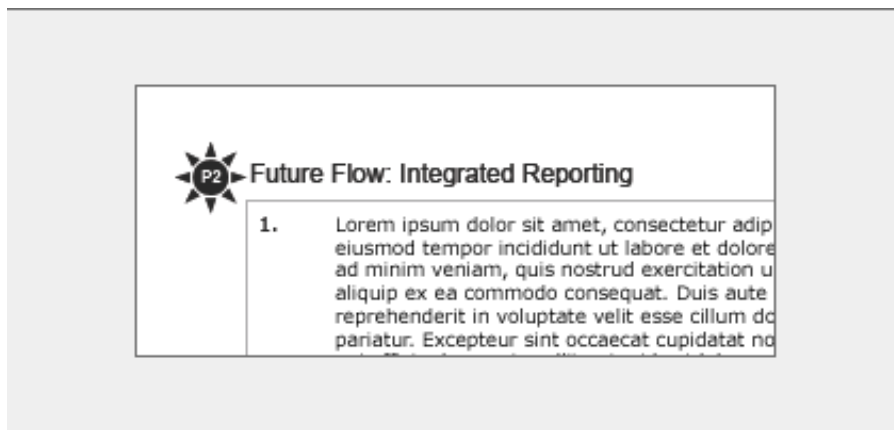 P2
Future Flow: Integrated Reporting
1. Lorem ipsum dolor sit amet, consectetur adip
eiusmod tempor incididunt ut labore et dolore
ad minim veniam, quis nostrud exercitation u
aliquip ex ea commodo consequat. Duis aute
reprehenderit in voluptate velit esse cillum do
pariatur. Excepteur sint occaecat cupidatat no